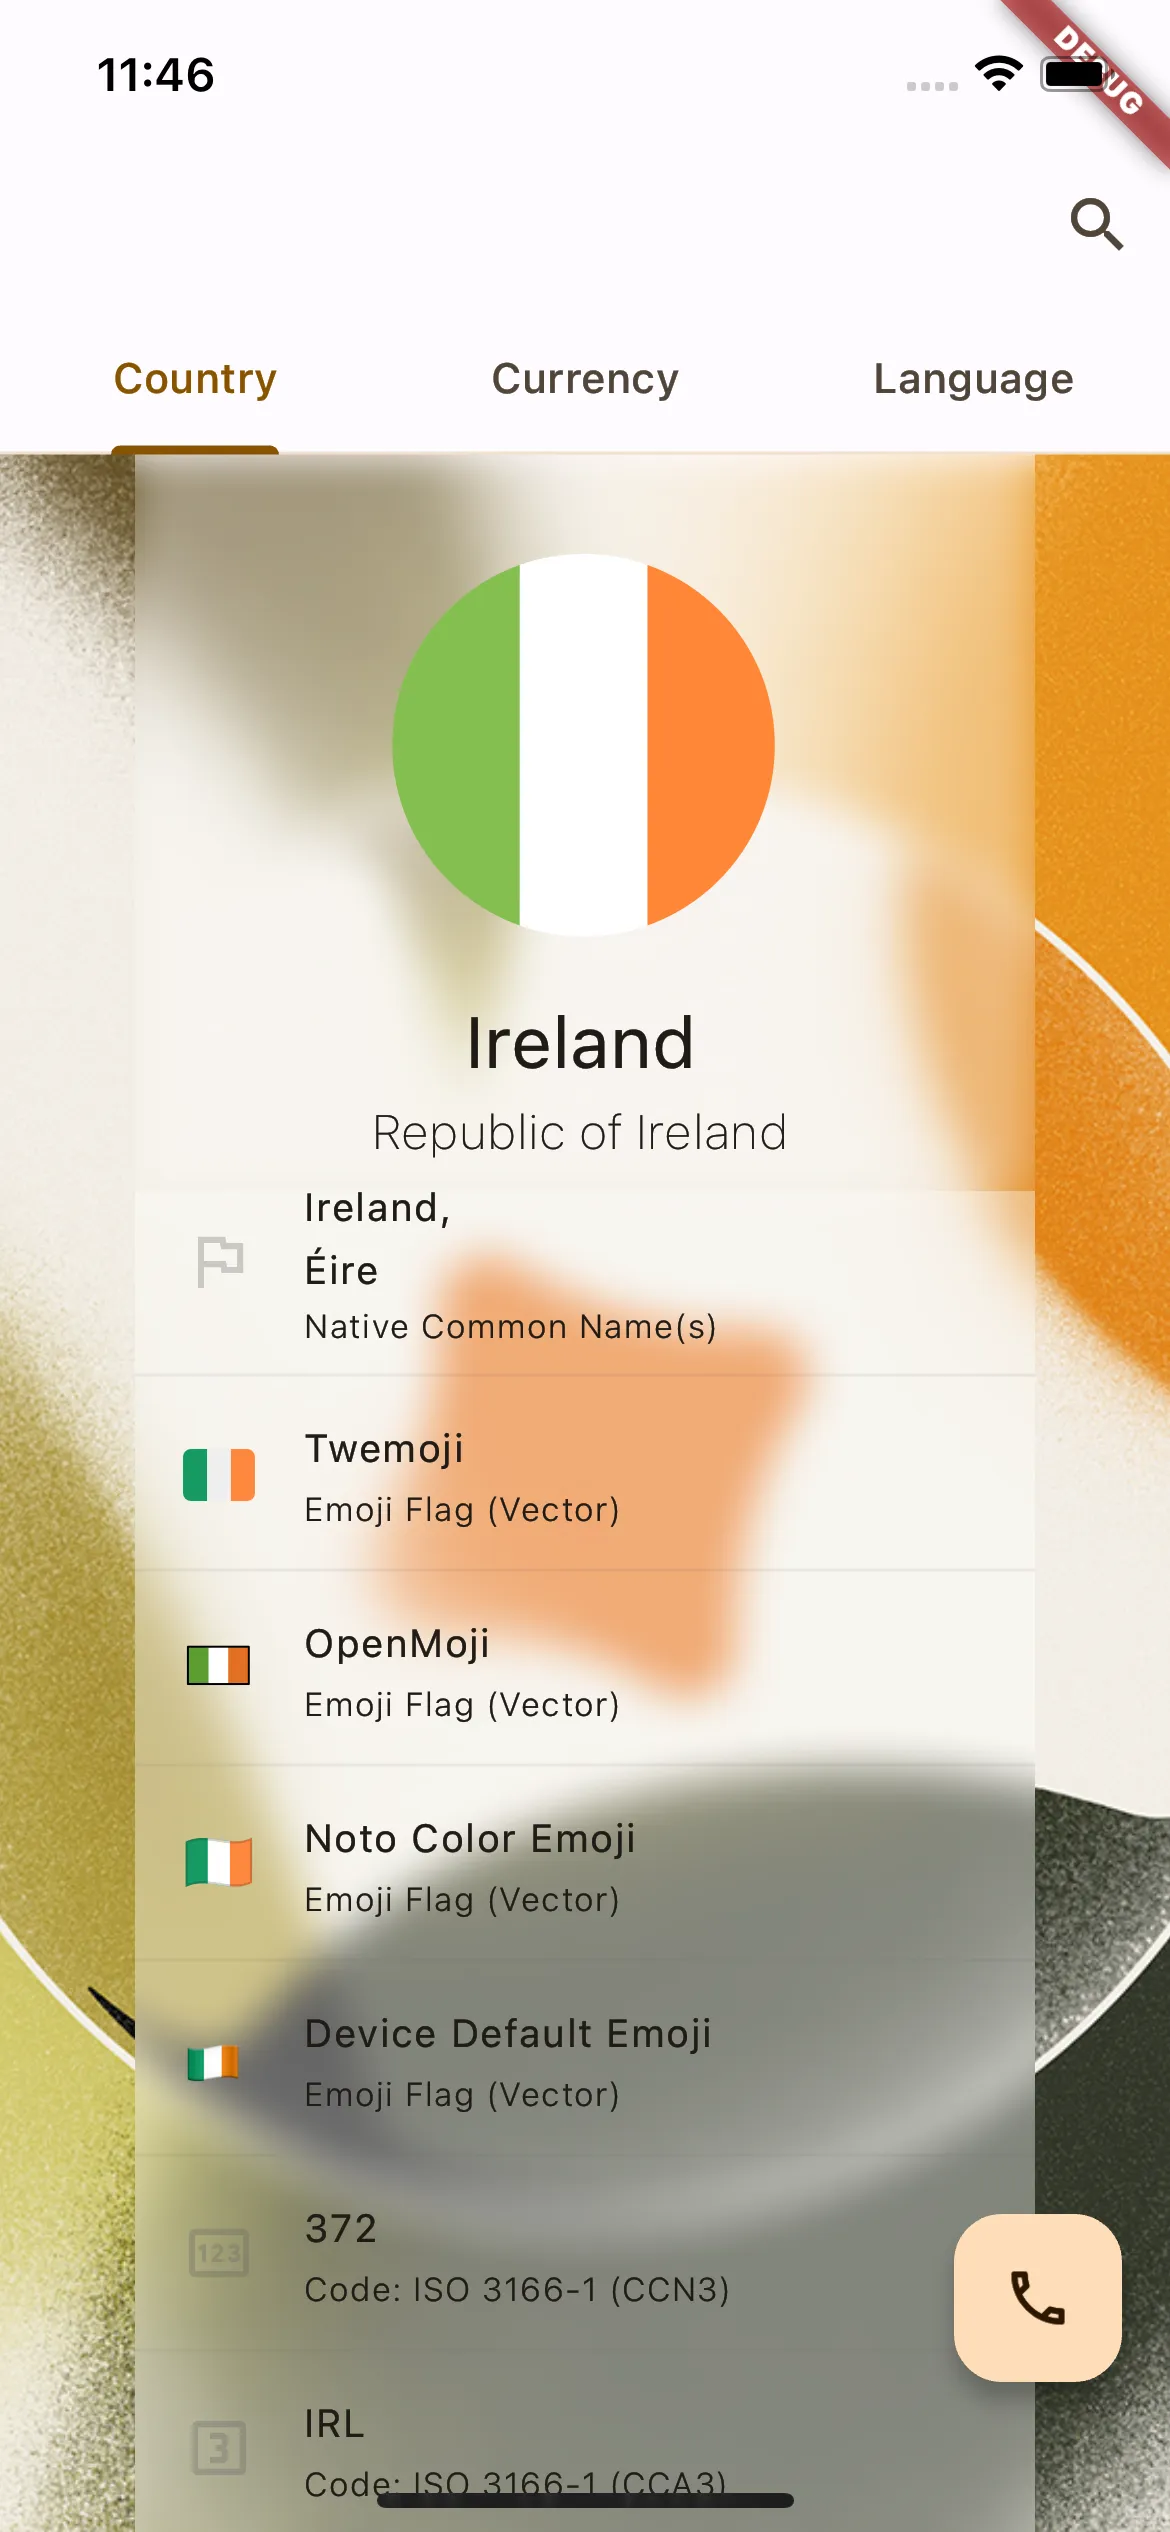 11:46
DEBUG
Country
Currency
Language
Ireland
Republic of Ireland
Ireland,
Éire
Native Common Name(s)
Twemoji
Emoji Flag (Vector)
OpenMoji
Emoji Flag (Vector)
Noto Color Emoji
Emoji Flag (Vector)
Device Default Emoji
Emoji Flag (Vector)
123
372
Code: ISO 3166-1 (CCN3)
3
IRL
Code: ISO 3166-1 (CCA3)